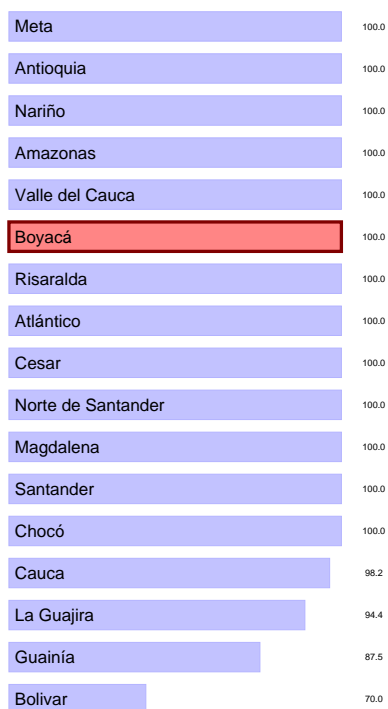 Meta 100.0
Antioquia 100.0
Nariño 100.0
Amazonas 100.0
Valle del Cauca 100.0
Boyacá 100.0
Risaralda 100.0
Atlántico 100.0
Cesar 100.0
Norte de Santander 100.0
Magdalena 100.0
Santander 100.0
Chocó 100.0
Cauca 98.2
La Guajira 94.4
Guainía 87.5
Bolivar 70.0